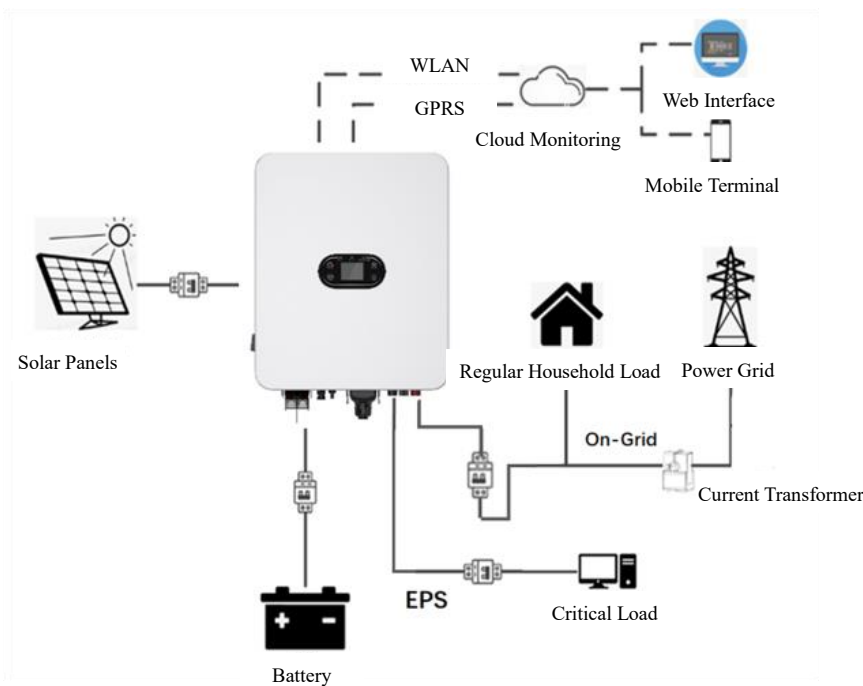 WLAN
GPRS
Cloud Monitoring
Web Interface
Mobile Terminal
Solar Panels
Regular Household Load
Power Grid
On-Grid
Current Transformer
EPS
Critical Load
Battery